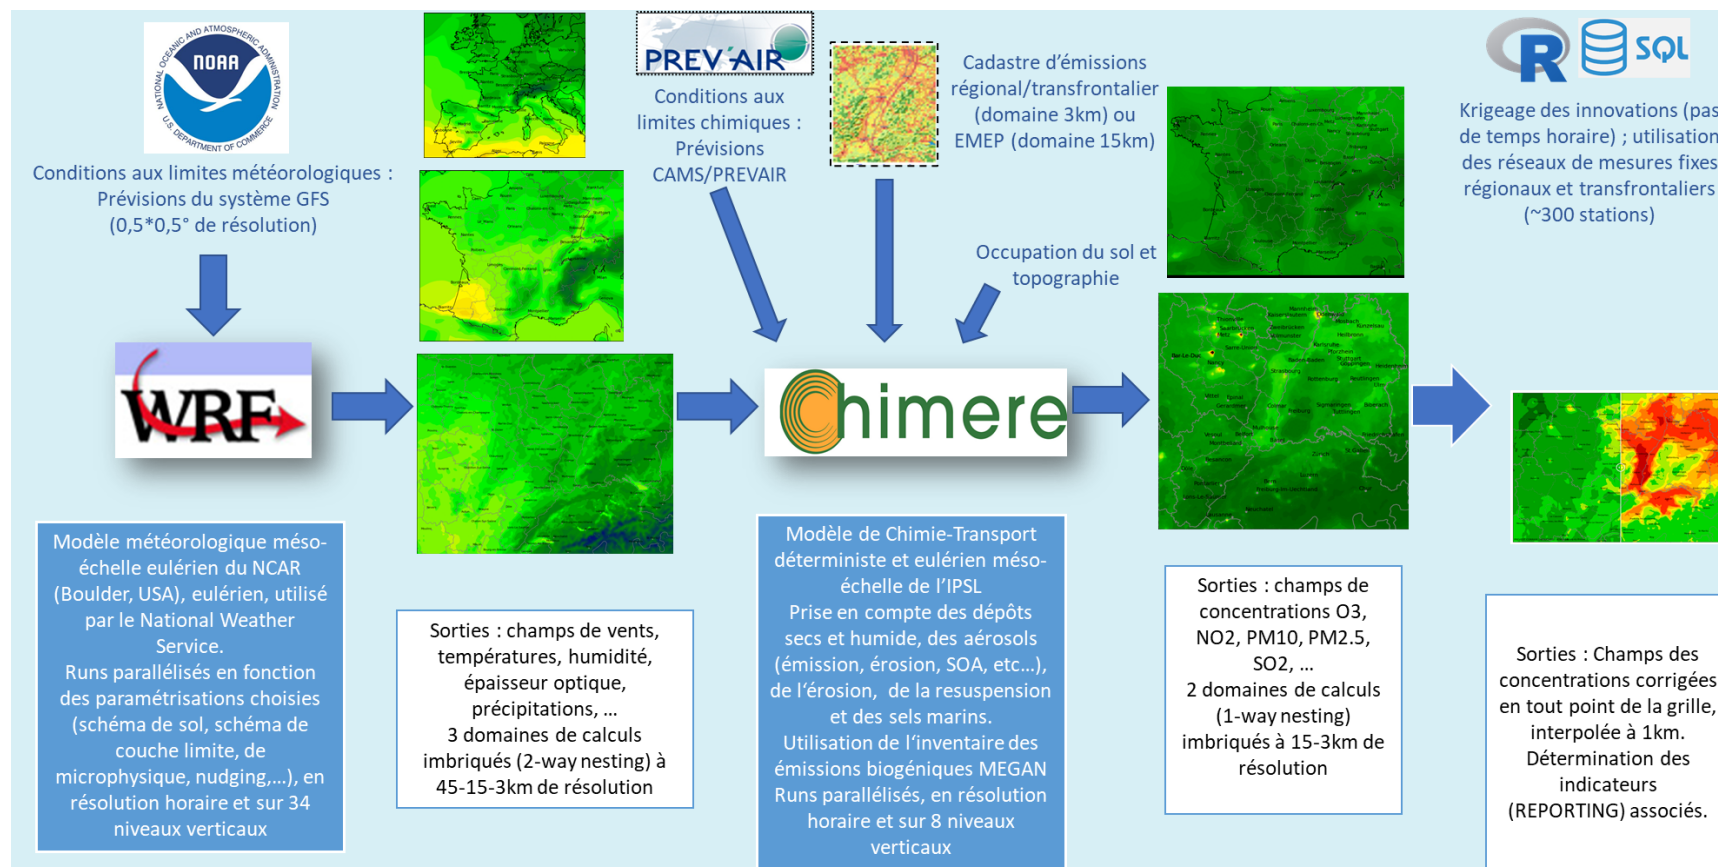 NATIONAL OCEANIC AND ATMOSPHERIC ADMINISTRATION
NOAA
U.S. DEPARTMENT OF COMMERCE
Conditions aux limites météorologiques :
Prévisions du système GFS
(0,5*0,5° de résolution)
WRF
Modèle météorologique méso-
échelle eulérien du NCAR
(Boulder, USA), eulérien, utilisé
par le National Weather
Service.
Runs parallélisés en fonction
des paramétrisations choisies
(schéma de sol, schéma de
couche limite, de
microphysique, nudging,...), en
résolution horaire et sur 34
niveaux verticaux
Sorties : champs de vents,
températures, humidité,
épaisseur optique,
précipitations, ...
3 domaines de calculs
imbriqués (2-way nesting) à
45-15-3km de résolution
PREV'AIR
Conditions aux
limites chimiques :
Prévisions
CAMS/PREVAIR
Cadastre d'émissions
régional/transfrontalier
(domaine 3km) ou
EMEP (domaine 15km)
Occupation du sol et
topographie
Chimere
Modèle de Chimie-Transport
déterministe et eulérien méso-
échelle de l'IPSL
Prise en compte des dépôts
secs et humide, des aérosols
(émission, érosion, SOA, etc...),
de l'érosion, de la resuspension
et des sels marins.
Utilisation de l'inventaire des
émissions biogéniques MEGAN
Runs parallélisés, en résolution
horaire et sur 8 niveaux
verticaux
Strasbourg
Colmar
Freiburg
Nancy
Metz
Sorties : champs de
concentrations O3,
NO2, PM10, PM2.5,
SO2, ...
2 domaines de calculs
(1-way nesting)
imbriqués à 15-3km de
résolution
R
SQL
Krigeage des innovations (pas
de temps horaire) ; utilisation
des réseaux de mesures fixes
régionaux et transfrontaliers
(~300 stations)
Sorties : Champs des
concentrations corrigées
en tout point de la grille,
interpolée à 1km.
Détermination des
indicateurs
(REPORTING) associés.